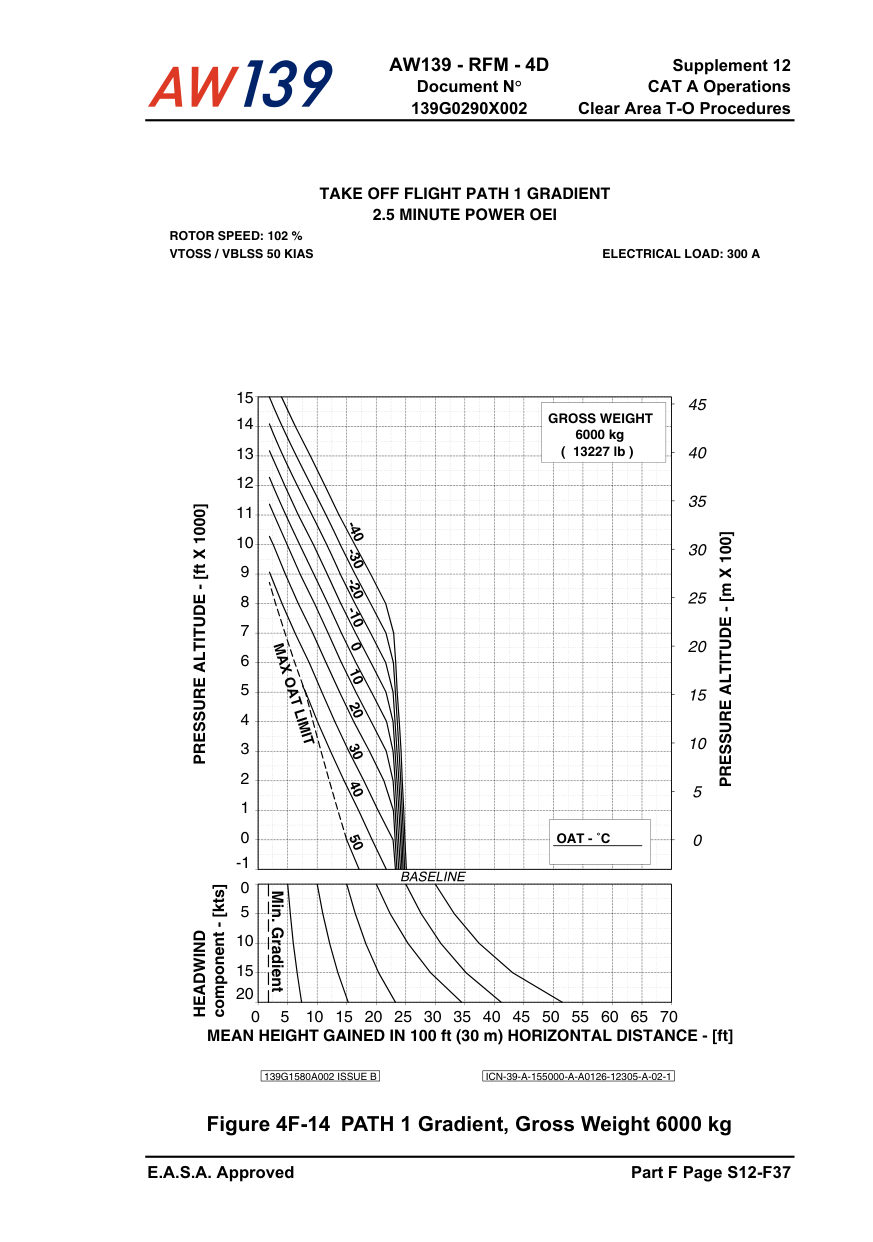 AW139
AW139 - RFM - 4D
Document N°
139G0290X002
Supplement 12
CAT A Operations
Clear Area T-O Procedures
TAKE OFF FLIGHT PATH 1 GRADIENT
2.5 MINUTE POWER OEI
ROTOR SPEED: 102 %
VTOSS / VBLSS 50 KIAS
ELECTRICAL LOAD: 300 A
PRESSURE ALTITUDE - [ft X 1000]
15
14
13
12
11
10
9
8
7
6
5
4
3
2
1
0
-1
GROSS WEIGHT
6000 kg
( 13227 lb )
-40
-30
-20
-10
0
10
20
30
40
50
MAX OAT LIMIT
OAT - °C
45
40
35
30
25
20
15
10
5
0
PRESSURE ALTITUDE - [m X 100]
BASELINE
HEADWIND
component - [kts]
0
5
10
15
20
Min. Gradient
0 5 10 15 20 25 30 35 40 45 50 55 60 65 70
MEAN HEIGHT GAINED IN 100 ft (30 m) HORIZONTAL DISTANCE - [ft]
139G1580A002 ISSUE B
ICN-39-A-155000-A-A0126-12305-A-02-1
Figure 4F-14 PATH 1 Gradient, Gross Weight 6000 kg
E.A.S.A. Approved
Part F Page S12-F37